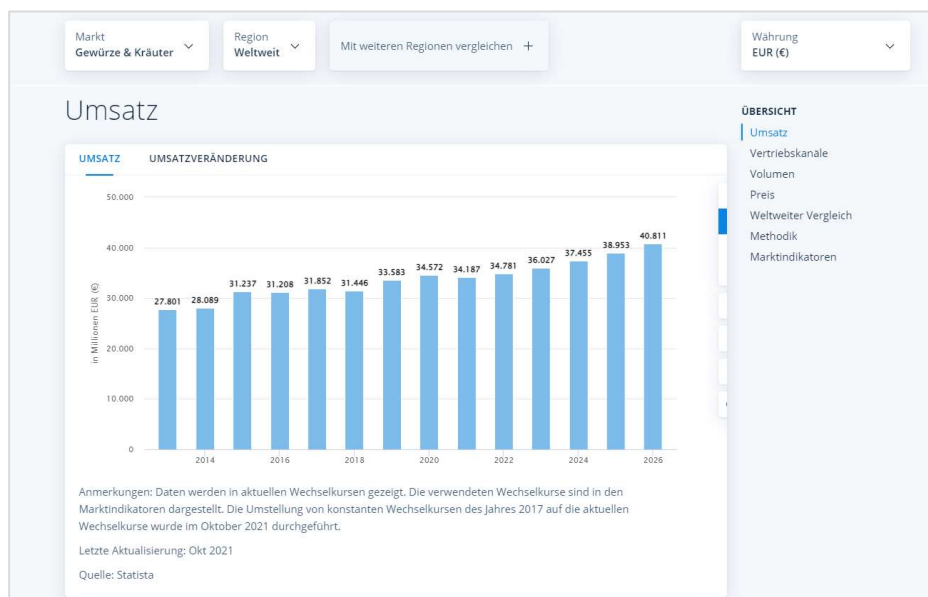 Markt
Gewürze & Kräuter
Region
Weltweit
Mit weiteren Regionen vergleichen +
Währung
EUR (€)
Umsatz
ÜBERSICHT
Umsatz
Vertriebskanäle
Volumen
Preis
Weltweiter Vergleich
Methodik
Marktindikatoren
UMSATZ UMSATZVERÄNDERUNG
in Millionen EUR (€)
50.000
40.000
30.000
20.000
10.000
0
27.801 28.089 31.237 31.208 31.852 31.446 33.583 34.572 34.187 34.781 36.027 37.455 38.953 40.811
2014 2016 2018 2020 2022 2024 2026
Anmerkungen: Daten werden in aktuellen Wechselkursen gezeigt. Die verwendeten Wechselkurse sind in den
Marktindikatoren dargestellt. Die Umstellung von konstanten Wechselkursen des Jahres 2017 auf die aktuellen
Wechselkurse wurde im Oktober 2021 durchgeführt.
Letzte Aktualisierung: Okt 2021
Quelle: Statista